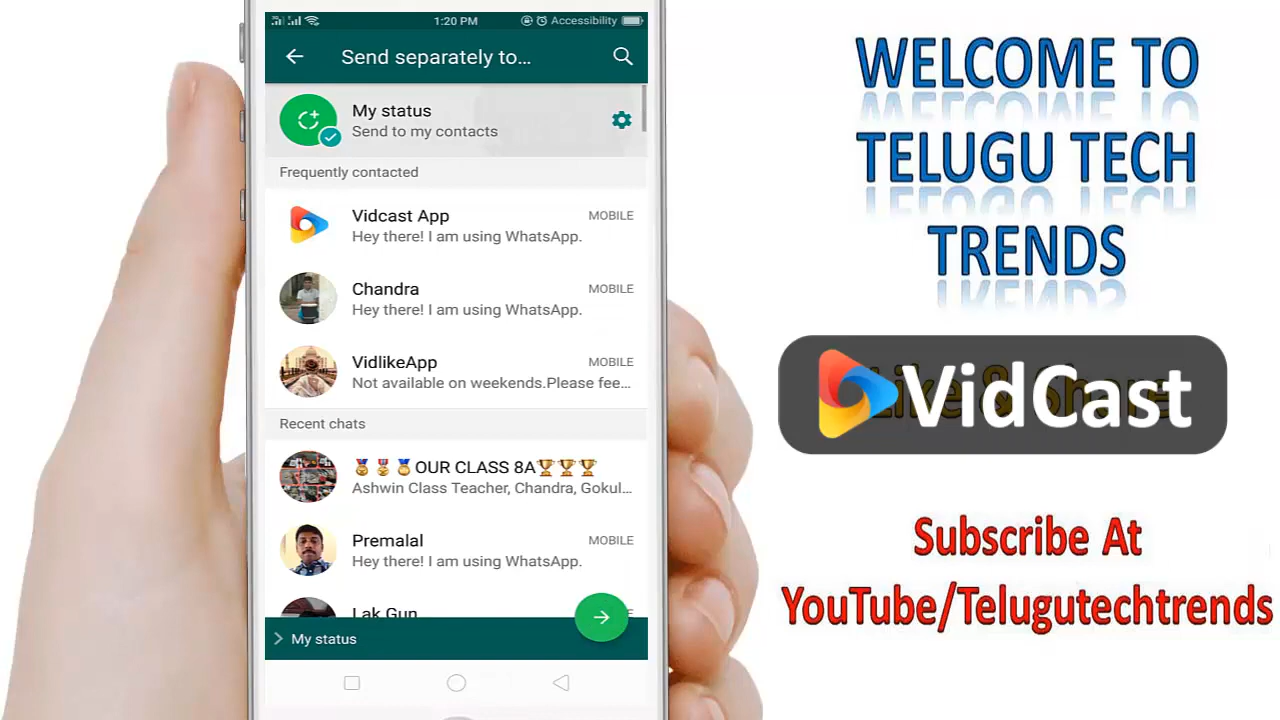 1:20 PM
Accessibility
Send separately to...
My status
Send to my contacts
Frequently contacted
Vidcast App
MOBILE
Hey there! I am using WhatsApp.
Chandra
MOBILE
Hey there! I am using WhatsApp.
VidlikeApp
MOBILE
Not available on weekends.Please fee...
Recent chats
🏅🏅🏅OUR CLASS 8A🏆🏆🏆
Ashwin Class Teacher, Chandra, Gokul...
Premalal
MOBILE
Hey there! I am using WhatsApp.
Lak Gun
My status
WELCOME TO
TELUGU TECH
TRENDS
Like & Share
VidCast
Subscribe At
YouTube/Telugutechtrends